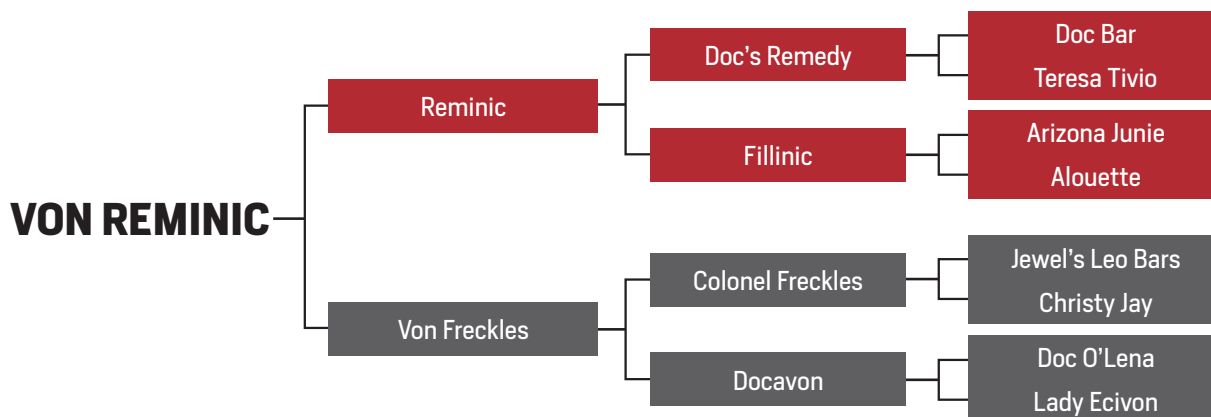 VON REMINIC
Reminic
Von Freckles
Doc's Remedy
Fillinic
Colonel Freckles
Docavon
Doc Bar
Teresa Tivio
Arizona Junie
Alouette
Jewel's Leo Bars
Christy Jay
Doc O'Lena
Lady Ecivon